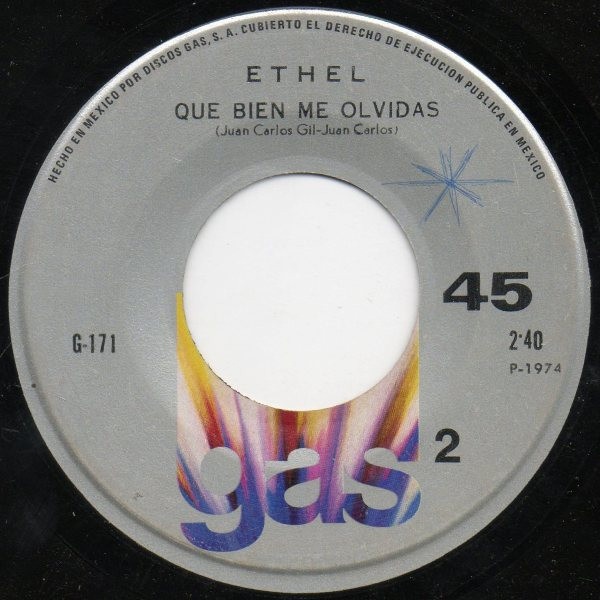 HECHO EN MEXICO POR DISCOS GAS, S. A. CUBIERTO EL DERECHO DE EJECUCION PUBLICA EN MEXICO
ETHEL
QUE BIEN ME OLVIDAS
(Juan Carlos Gil-Juan Carlos)
45
G-171
2:40
P-1974
gas
2